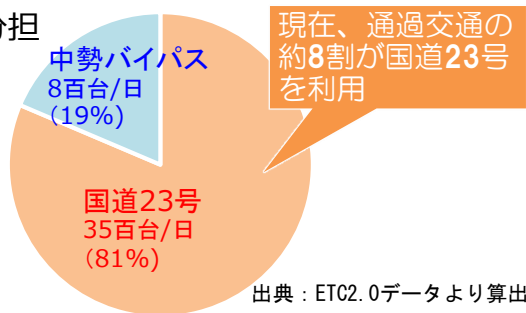 分担
中勢バイパス
8百台/日
(19%)
現在、通過交通の
約8割が国道23号
を利用
国道23号
35百台/日
(81%)
出典：ETC2.0データより算出